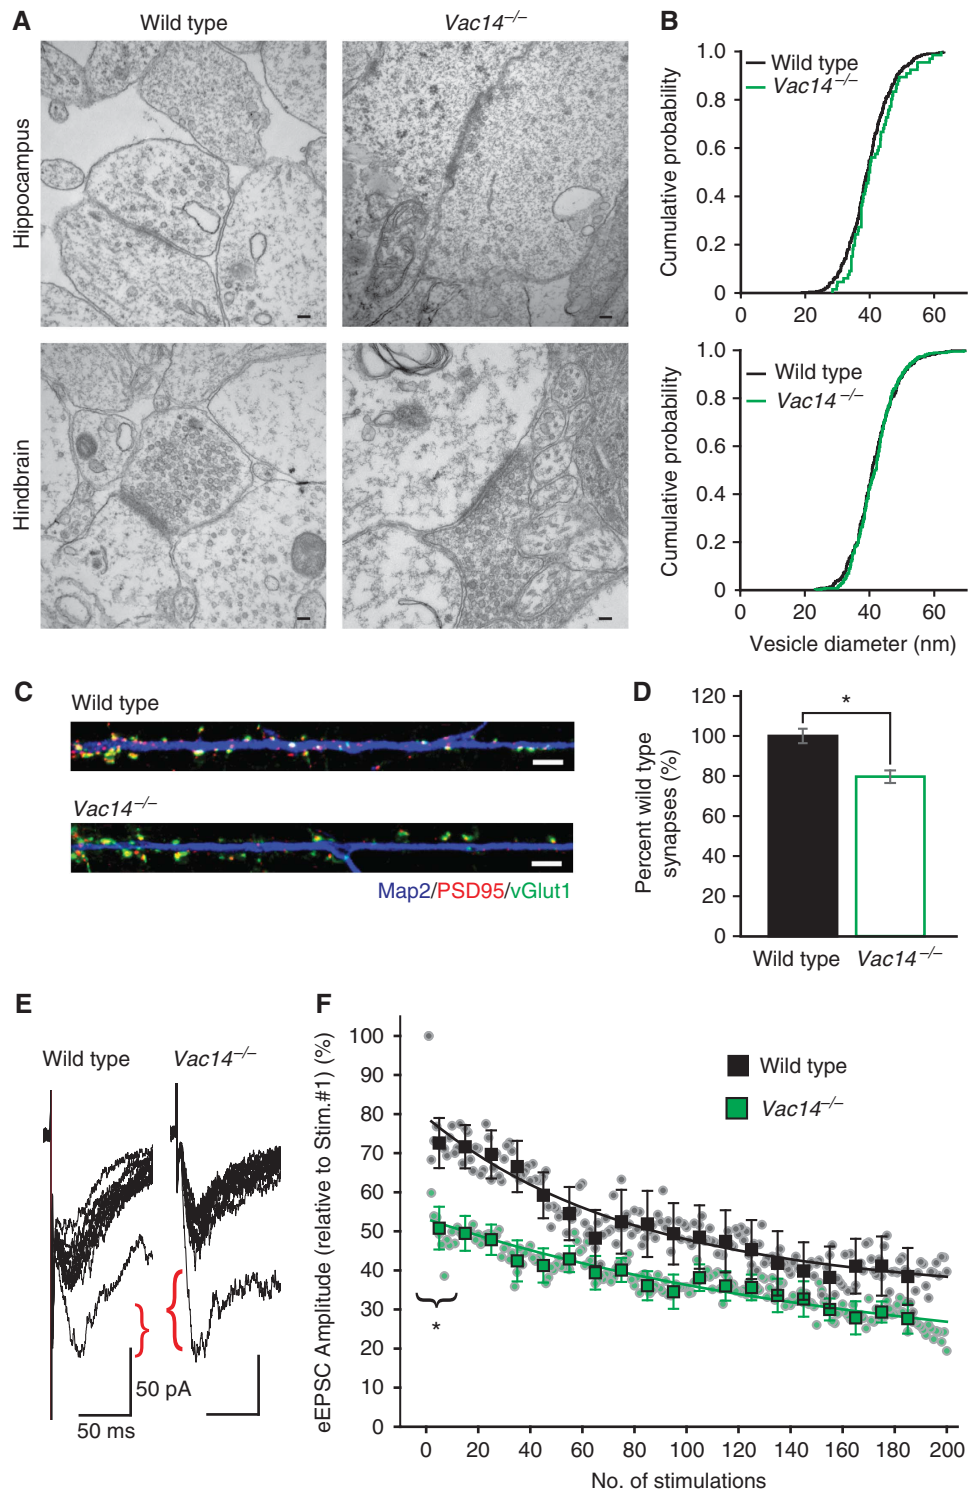 A
Wild type
Vac14−/−
Hippocampus
Hindbrain
B
Cumulative probability
1.0
0.8
0.6
0.4
0.2
0
Wild type
Vac14−/−
0 20 40 60
Cumulative probability
1.0
0.8
0.6
0.4
0.2
0
Wild type
Vac14−/−
0 20 40 60
Vesicle diameter (nm)
C
Wild type
Vac14−/−
Map2/PSD95/vGlut1
D
Percent wild type
synapses (%)
120
100
80
60
40
20
0
*
Wild type Vac14−/−
E
Wild type Vac14−/−
50 pA
50 ms
F
eEPSC Amplitude (relative to Stim.#1) (%)
100
90
80
70
60
50
40
30
20
10
0
Wild type
Vac14−/−
*
0 20 40 60 80 100 120 140 160 180 200
No. of stimulations